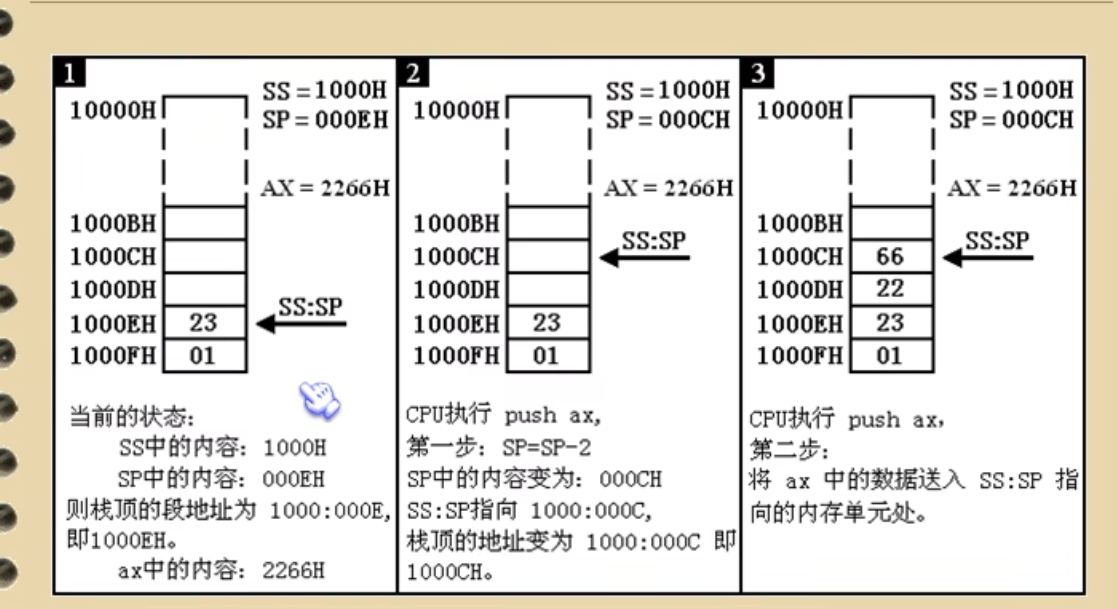 1
SS=1000H
10000H
SP=000EH
AX=2266H
1000BH
1000CH
1000DH
SS:SP
1000EH 23
1000FH 01
当前的状态:
SS中的内容: 1000H
SP中的内容: 000EH
则栈顶的段地址为 1000:000E,
即1000EH。
ax中的内容: 2266H
2
SS=1000H
10000H
SP=000CH
AX=2266H
1000BH
SS:SP
1000CH
1000DH
1000EH 23
1000FH 01
CPU执行 push ax,
第一步: SP=SP-2
SP中的内容变为: 000CH
SS:SP指向 1000:000C,
栈顶的地址变为 1000:000C 即
1000CH。
3
SS=1000H
10000H
SP=000CH
AX=2266H
1000BH
SS:SP
1000CH 66
1000DH 22
1000EH 23
1000FH 01
CPU执行 push ax,
第二步:
将 ax 中的数据送入 SS:SP 指
向的内存单元处。